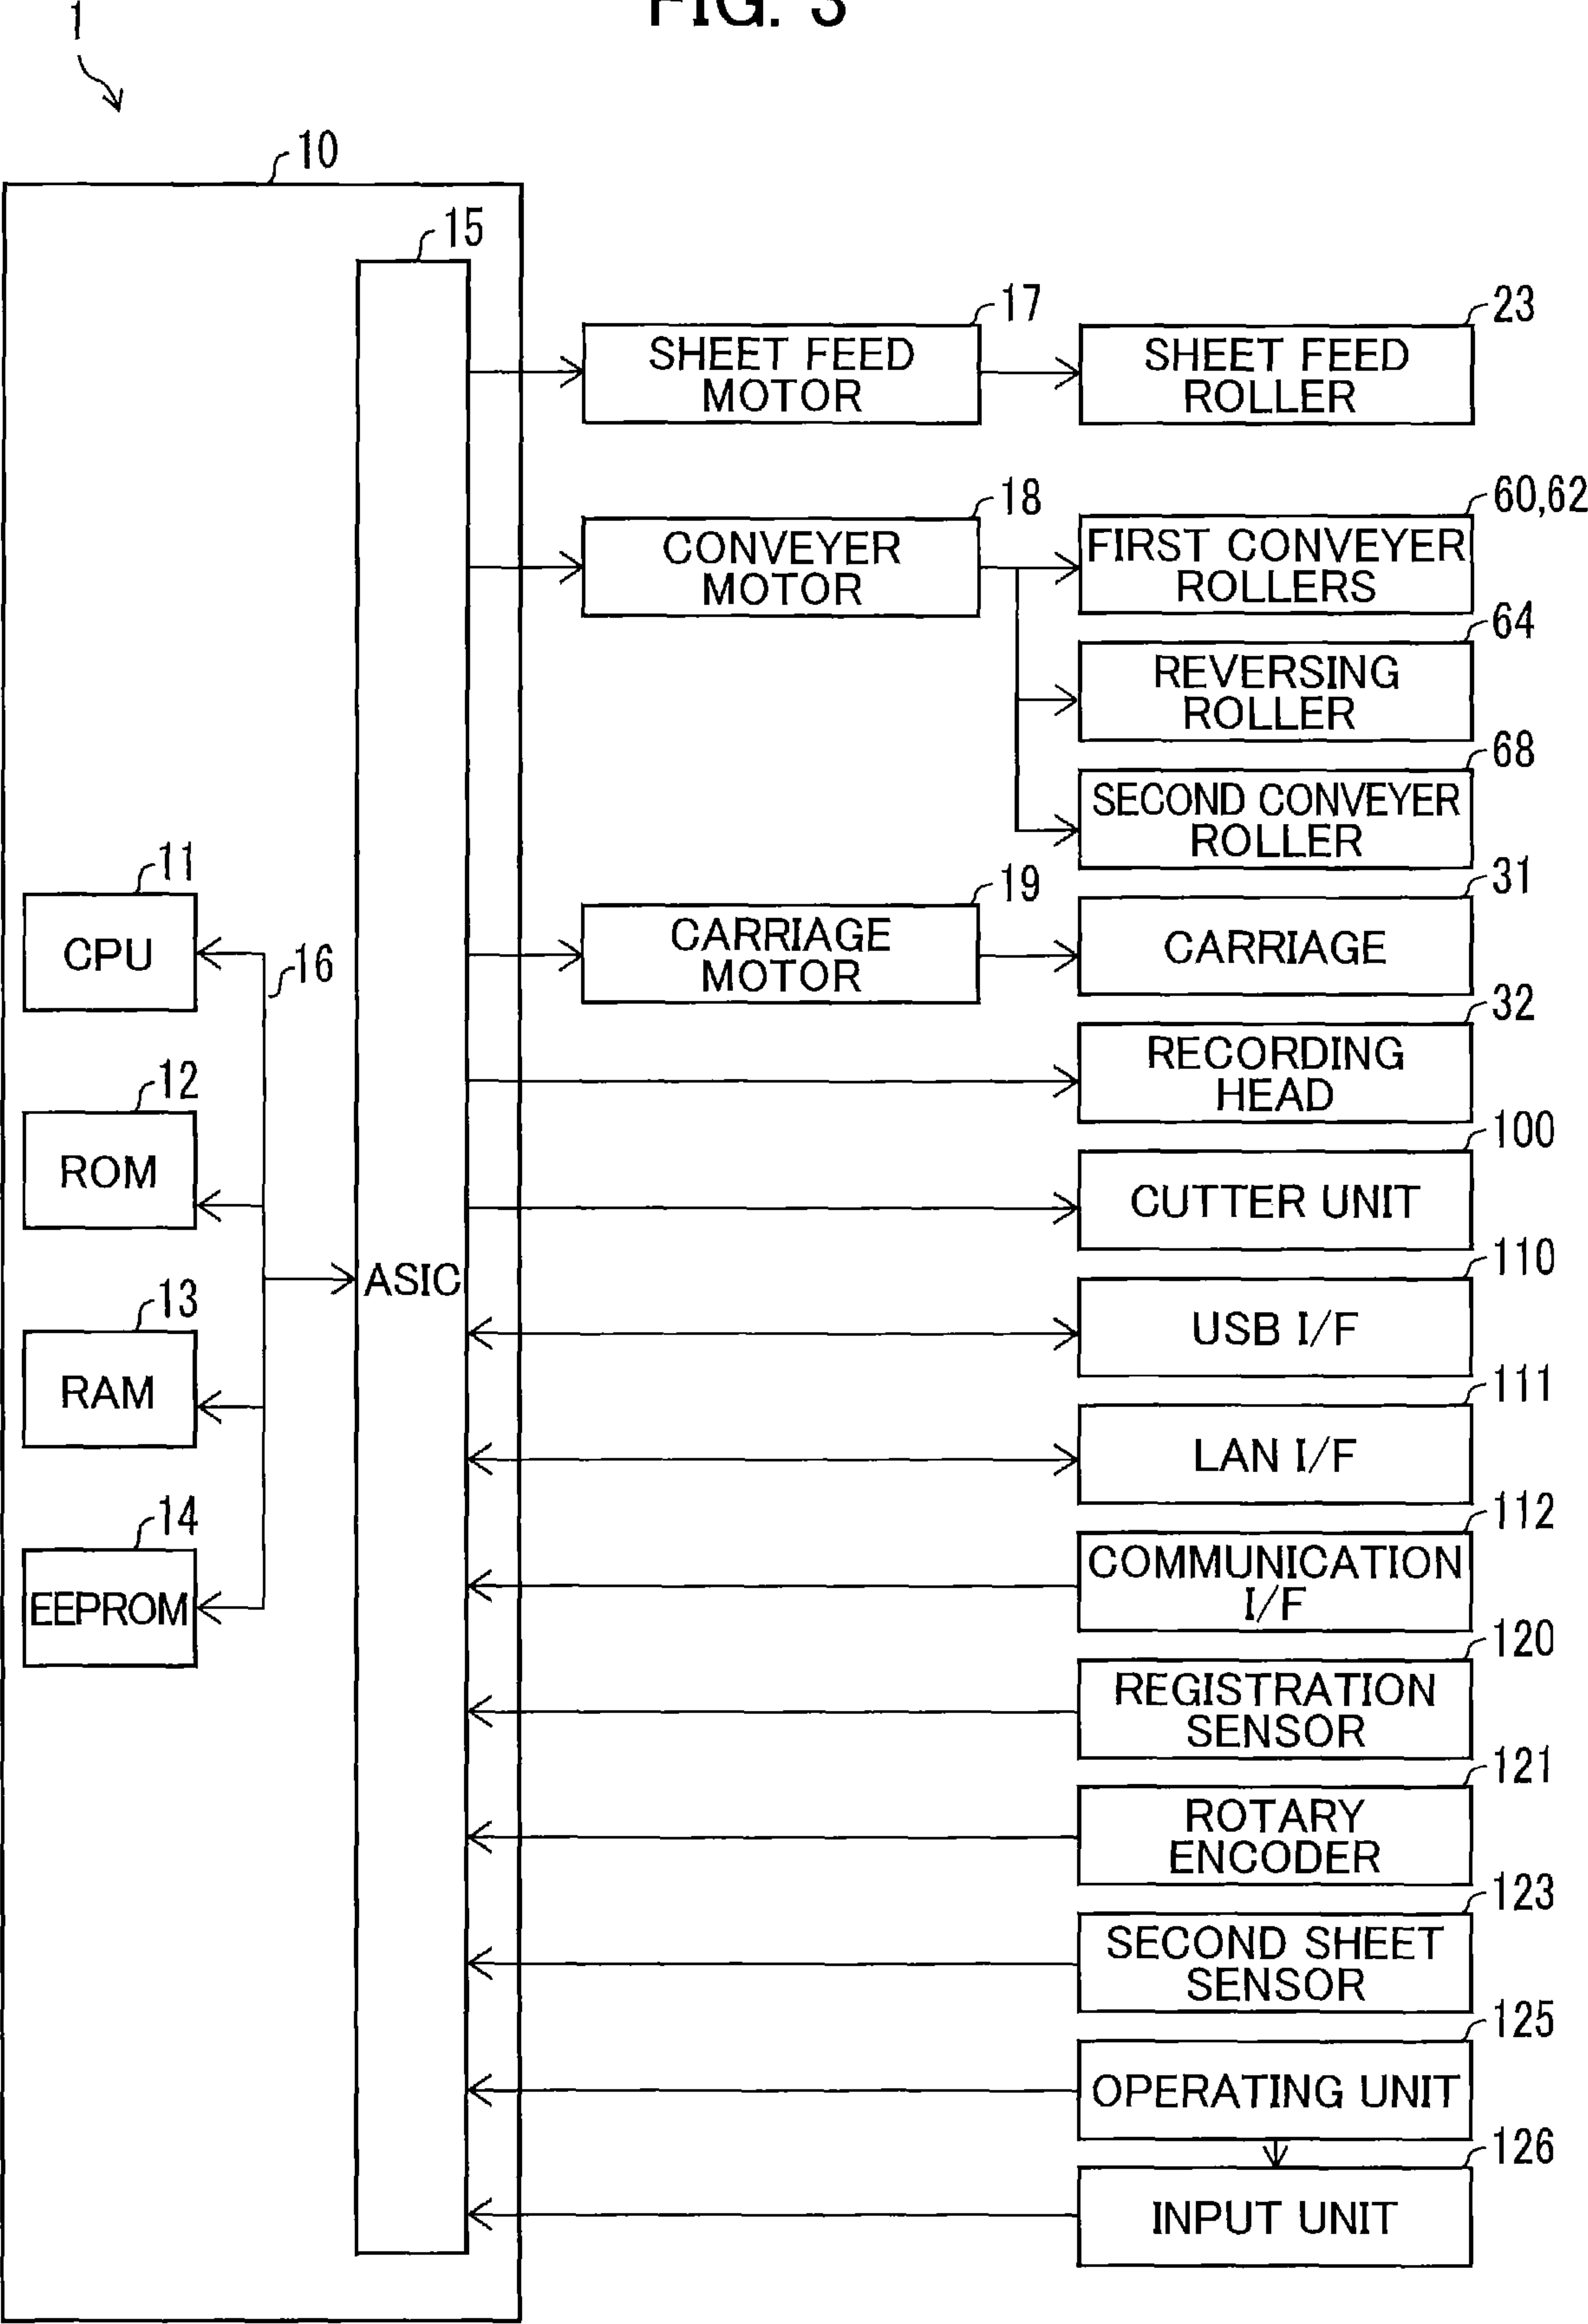 FIG. 3
1
10
15
17
SHEET FEED
MOTOR
23
SHEET FEED
ROLLER
18
CONVEYER
MOTOR
60,62
FIRST CONVEYER
ROLLERS
64
REVERSING
ROLLER
68
SECOND CONVEYER
ROLLER
11
CPU
16
19
CARRIAGE
MOTOR
31
CARRIAGE
32
RECORDING
HEAD
12
ROM
100
CUTTER UNIT
ASIC
13
RAM
110
USB I/F
111
LAN I/F
14
EEPROM
112
COMMUNICATION
I/F
120
REGISTRATION
SENSOR
121
ROTARY
ENCODER
123
SECOND SHEET
SENSOR
125
OPERATING UNIT
126
INPUT UNIT